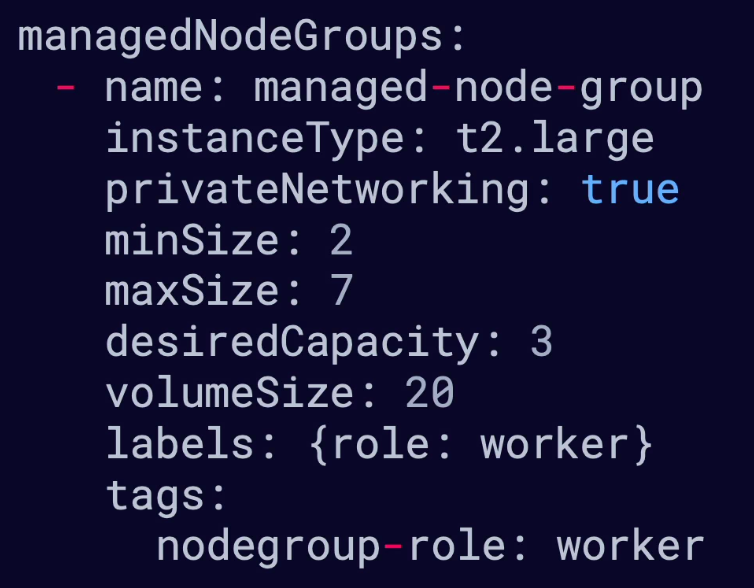 managedNodeGroups:
  - name: managed-node-group
    instanceType: t2.large
    privateNetworking: true
    minSize: 2
    maxSize: 7
    desiredCapacity: 3
    volumeSize: 20
    labels: {role: worker}
    tags:
      nodegroup-role: worker